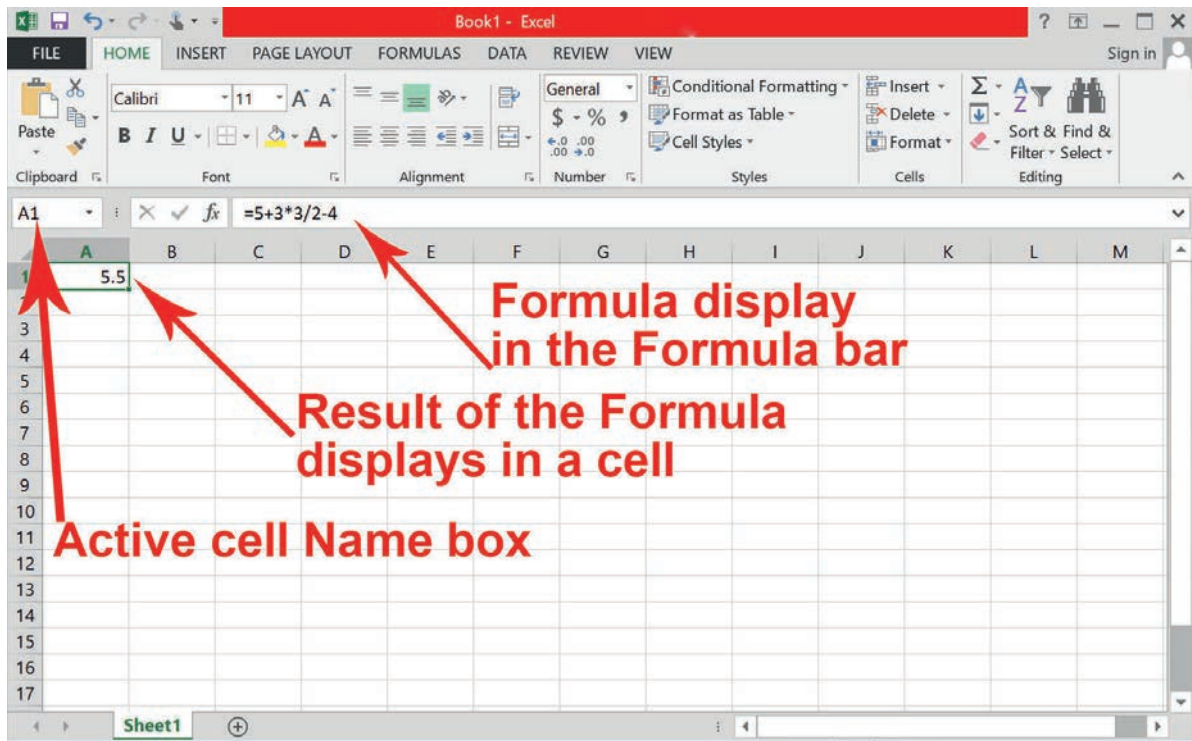 Book1 - Excel
?
FILE HOME INSERT PAGE LAYOUT FORMULAS DATA REVIEW VIEW Sign in
Paste
Clipboard
Calibri 11 A A
B I U A
Font
Alignment
General
$ - % ,
.0 .00
.00 .0
Number
Conditional Formatting
Format as Table
Cell Styles
Styles
Insert
Delete
Format
Cells
Σ
A
Z
Sort & Filter
Find & Select
Editing
A1 fx =5+3*3/2-4
A B C D E F G H I J K L M
1 5.5
3
4
5
6
7
8
9
10
11
12
13
14
15
16
17
Formula display
in the Formula bar
Result of the Formula
displays in a cell
Active cell Name box
Sheet1